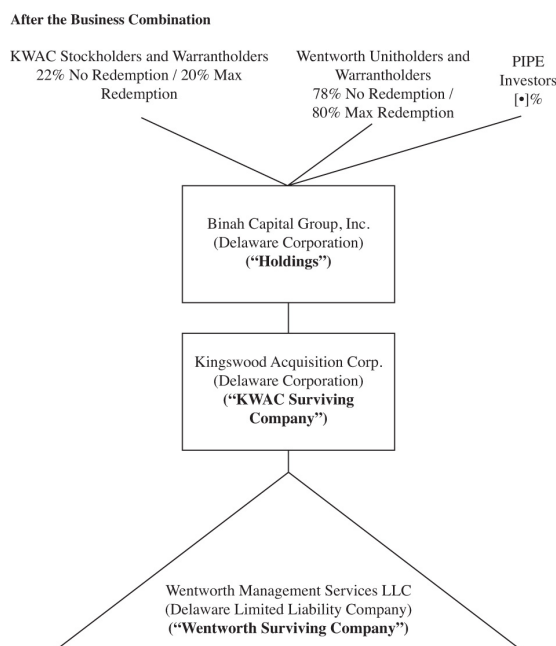 After the Business Combination
KWAC Stockholders and Warrantholders
22% No Redemption / 20% Max
Redemption
Wentworth Unitholders and
Warrantholders
78% No Redemption /
80% Max Redemption
PIPE
Investors
[•]%
Binah Capital Group, Inc.
(Delaware Corporation)
(“Holdings”)
Kingswood Acquisition Corp.
(Delaware Corporation)
(“KWAC Surviving
Company”)
Wentworth Management Services LLC
(Delaware Limited Liability Company)
(“Wentworth Surviving Company”)